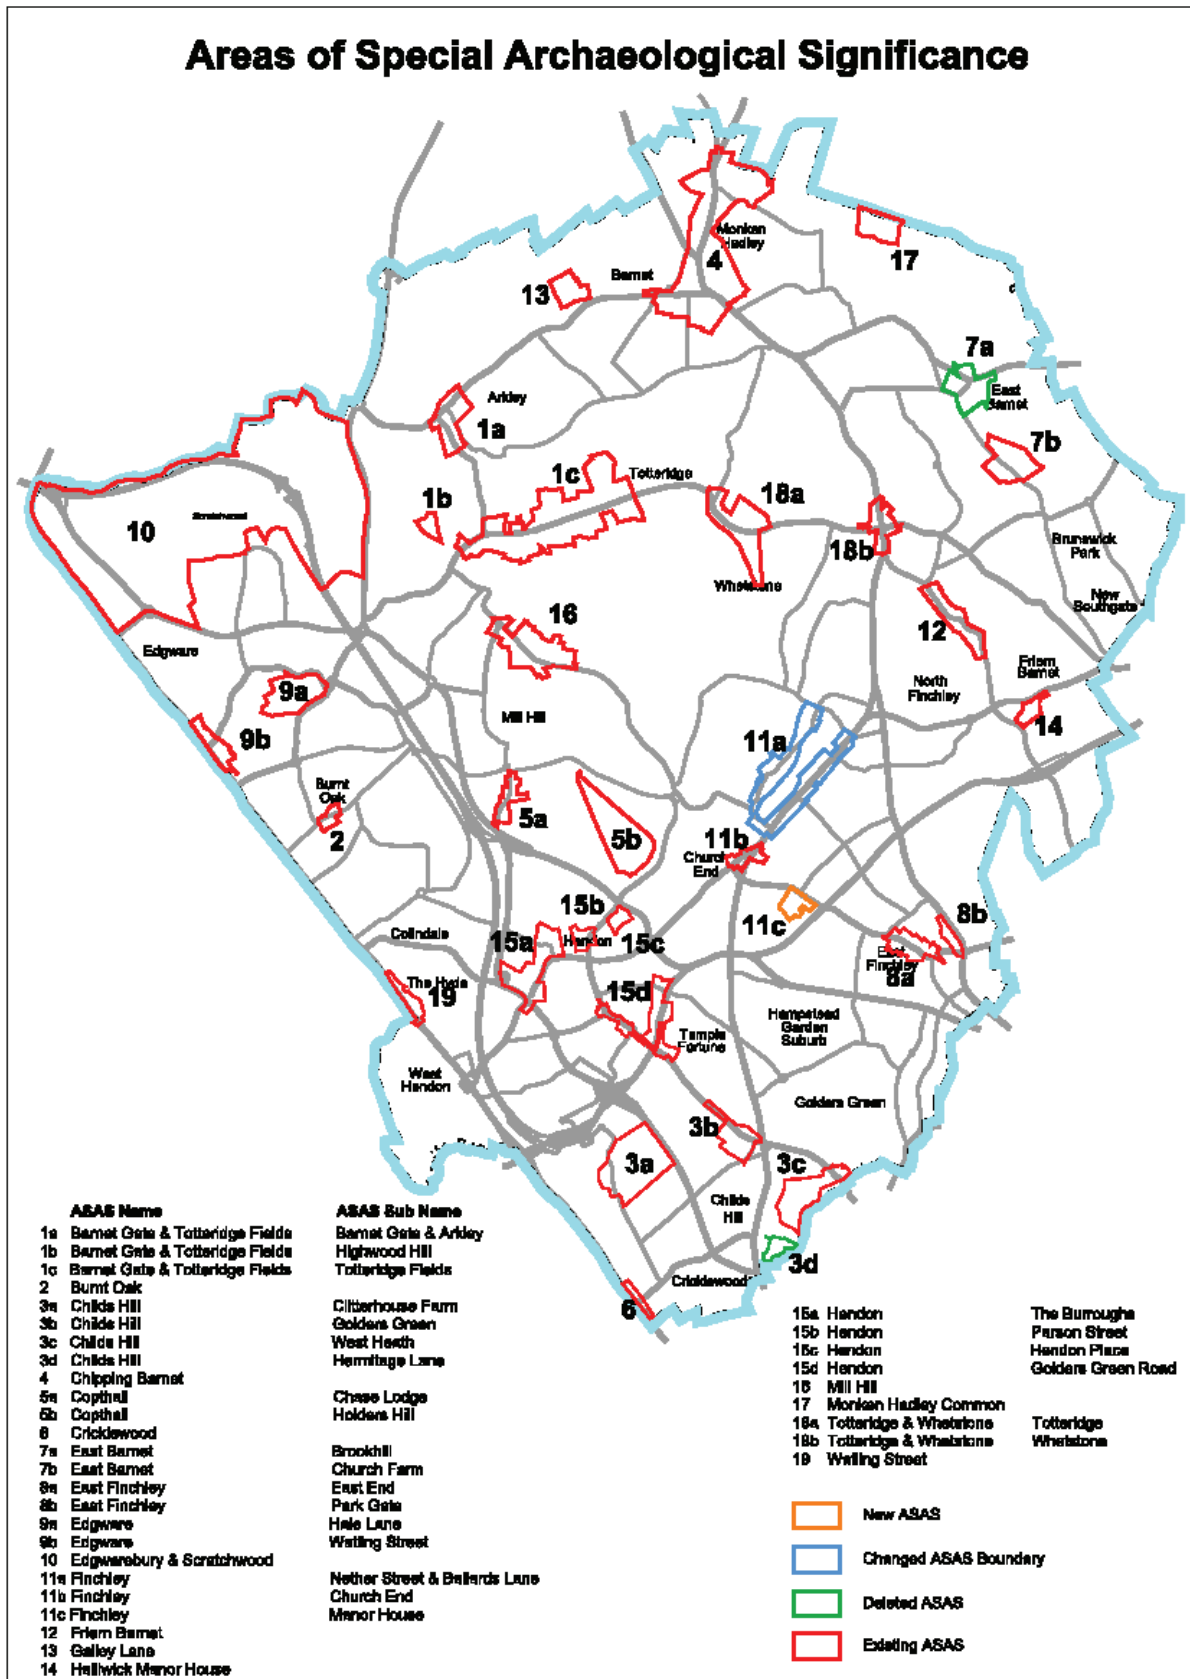 Areas of Special Archaeological Significance
Monken
Hadley
17
4
Barnet
13
7a
East
Barnet
Arkley
1a
7b
1c
Totteridge
1b
18a
10
Scratchwood
18b
Brunswick
Park
Whetstone
New
Southgate
16
12
Edgware
Friern
Barnet
9a
North
Finchley
Mill Hill
14
9b
11a
Burnt
Oak
5a
2
5b
11b
Church
End
15b
11c
8b
Colindale
15a
Hendon
15c
East
Finchley
8a
The Hyde
19
15d
Hampstead
Garden
Suburb
Temple
Fortune
West
Hendon
Golders Green
3b
3a
3c
Childs
Hill
3d
Cricklewood
6
ASAS Name ASAS Sub Name
1a Barnet Gate & Totteridge Fields Barnet Gate & Arkley
1b Barnet Gate & Totteridge Fields Highwood Hill
1c Barnet Gate & Totteridge Fields Totteridge Fields
2 Burnt Oak
3a Childs Hill Clitterhouse Farm
3b Childs Hill Golders Green
3c Childs Hill West Heath
3d Childs Hill Hermitage Lane
4 Chipping Barnet
5a Copthall Chase Lodge
5b Copthall Holders Hill
6 Cricklewood
7a East Barnet Brookhill
7b East Barnet Church Farm
8a East Finchley East End
8b East Finchley Park Gate
9a Edgware Hale Lane
9b Edgware Watling Street
10 Edgwarebury & Scratchwood
11a Finchley Nether Street & Ballards Lane
11b Finchley Church End
11c Finchley Manor House
12 Friern Barnet
13 Galley Lane
14 Halliwick Manor House
15a Hendon The Burroughs
15b Hendon Parson Street
15c Hendon Hendon Place
15d Hendon Golders Green Road
16 Mill Hill
17 Monken Hadley Common
18a Totteridge & Whetstone Totteridge
18b Totteridge & Whetstone Whetstone
19 Watling Street
New ASAS
Changed ASAS Boundary
Deleted ASAS
Existing ASAS